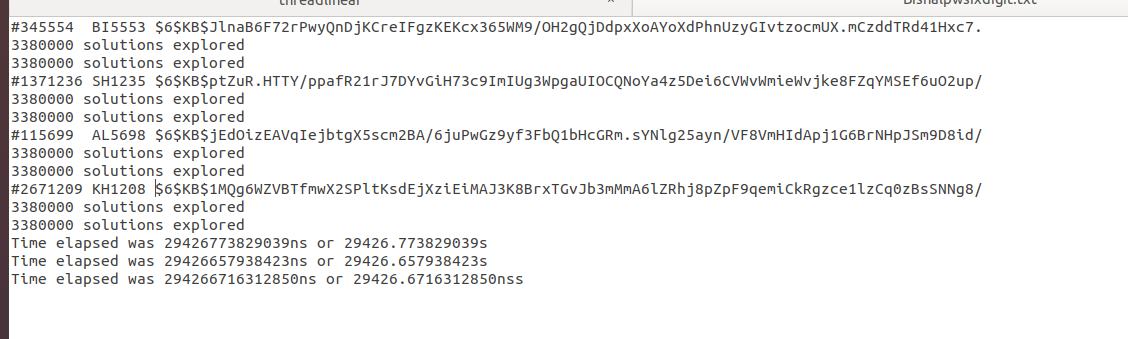 threadlinear
Bishalpwsixdigit.txt
#345554  BI5553 $6$KB$JlnaB6F72rPwyQnDjKCreIFgzKEKcx365WM9/OH2gQjDdpxXoAYoXdPhnUzyGIvtzocmUX.mCzddTRd41Hxc7.
3380000 solutions explored
3380000 solutions explored
#1371236 SH1235 $6$KB$ptZuR.HTTY/ppafR21rJ7DYvGiH73c9ImIUg3WpgaUIOCQNoYa4z5Dei6CVWvWmieWvjke8FZqYMSEf6uO2up/
3380000 solutions explored
3380000 solutions explored
#115699  AL5698 $6$KB$jEdOizEAVqIejbtgX5scm2BA/6juPwGz9yf3FbQ1bHcGRm.sYNlg25ayn/VF8VmHIdApj1G6BrNHpJSm9D8id/
3380000 solutions explored
3380000 solutions explored
#2671209 KH1208 $6$KB$1MQg6WZVBTfmwX2SPltKsdEjXziEiMAJ3K8BrxTGvJb3mMmA6lZRhj8pZpF9qemiCkRgzce1lzCq0zBsSNNg8/
3380000 solutions explored
3380000 solutions explored
Time elapsed was 29426773829039ns or 29426.773829039s
Time elapsed was 29426657938423ns or 29426.657938423s
Time elapsed was 294266716312850ns or 29426.6716312850nss